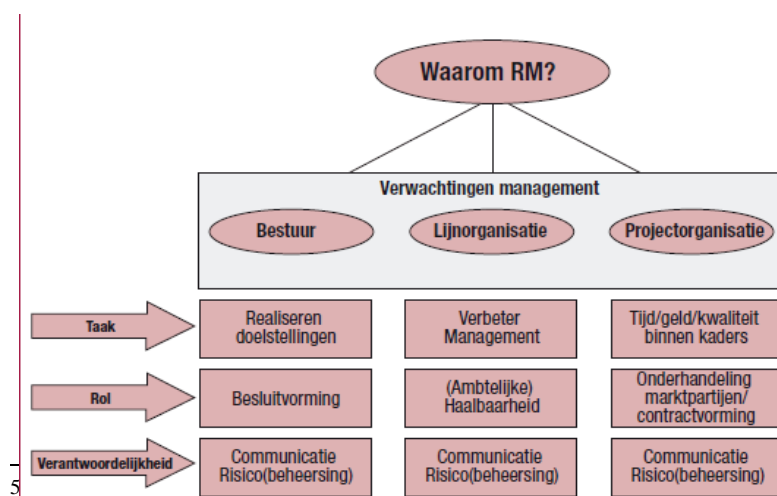 Waarom RM?
Verwachtingen management
Bestuur
Lijnorganisatie
Projectorganisatie
Taak
Realiseren
doelstellingen
Verbeter
Management
Tijd/geld/kwaliteit
binnen kaders
Rol
Besluitvorming
(Ambtelijke)
Haalbaarheid
Onderhandeling
marktpartijen/
contractvorming
Verantwoordelijkheid
Communicatie
Risico(beheersing)
Communicatie
Risico(beheersing)
Communicatie
Risico(beheersing)
5